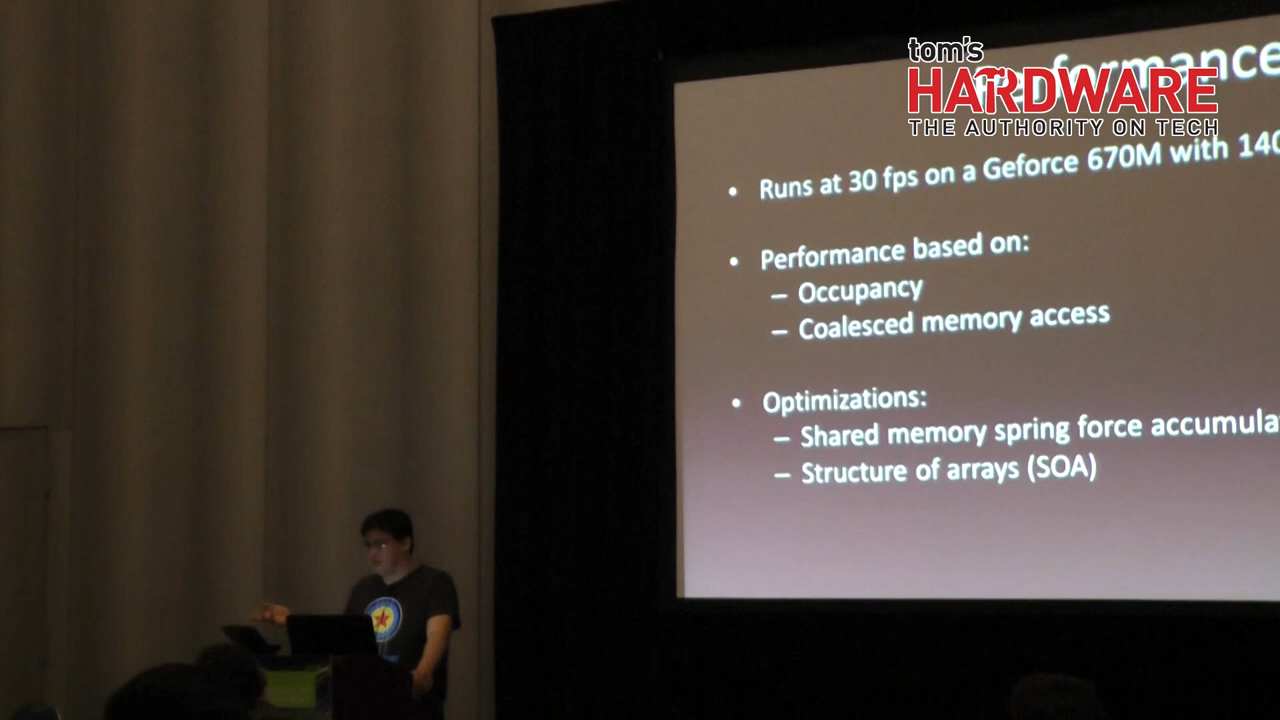 tom's
HARDWARE
THE AUTHORITY ON TECH
• Runs at 30 fps on a Geforce 670M with
• Performance based on:
– Occupancy
– Coalesced memory access
• Optimizations:
– Shared memory spring force
– Structure of arrays (SOA)